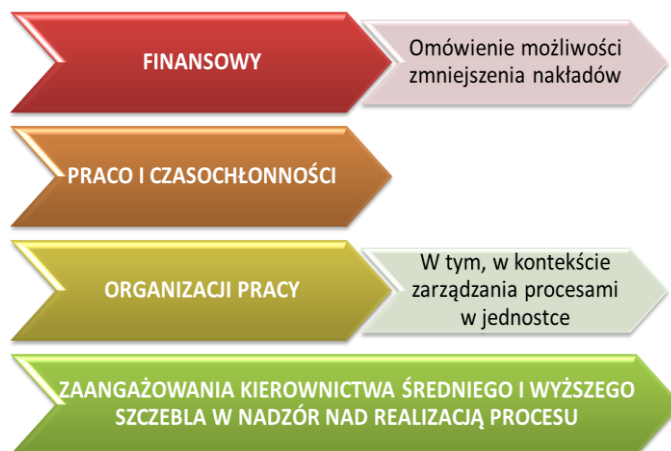 FINANSOWY
Omówienie możliwości
zmniejszenia nakładów
PRACO I CZASOCHŁONNOŚCI
ORGANIZACJI PRACY
W tym, w kontekście
zarządzania procesami
w jednostce
ZAANGAŻOWANIA KIEROWNICTWA ŚREDNIEGO I WYŻSZEGO
SZCZEBLA W NADZÓR NAD REALIZACJĄ PROCESU